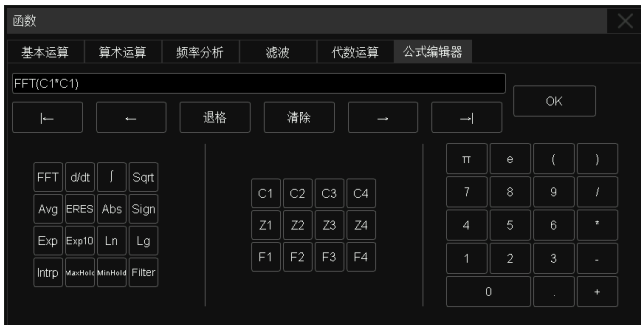 函数
基本运算 算术运算 频率分析 滤波 代数运算 公式编辑器
FFT(C1*C1)
OK
|← ← 退格 清除 → →|
FFT d/dt ∫ Sqrt
Avg ERES Abs Sign
Exp Exp10 Ln Lg
Intrp MaxHold MinHold Filter
C1 C2 C3 C4
Z1 Z2 Z3 Z4
F1 F2 F3 F4
π e ( )
7 8 9 /
4 5 6 *
1 2 3 -
0 . +